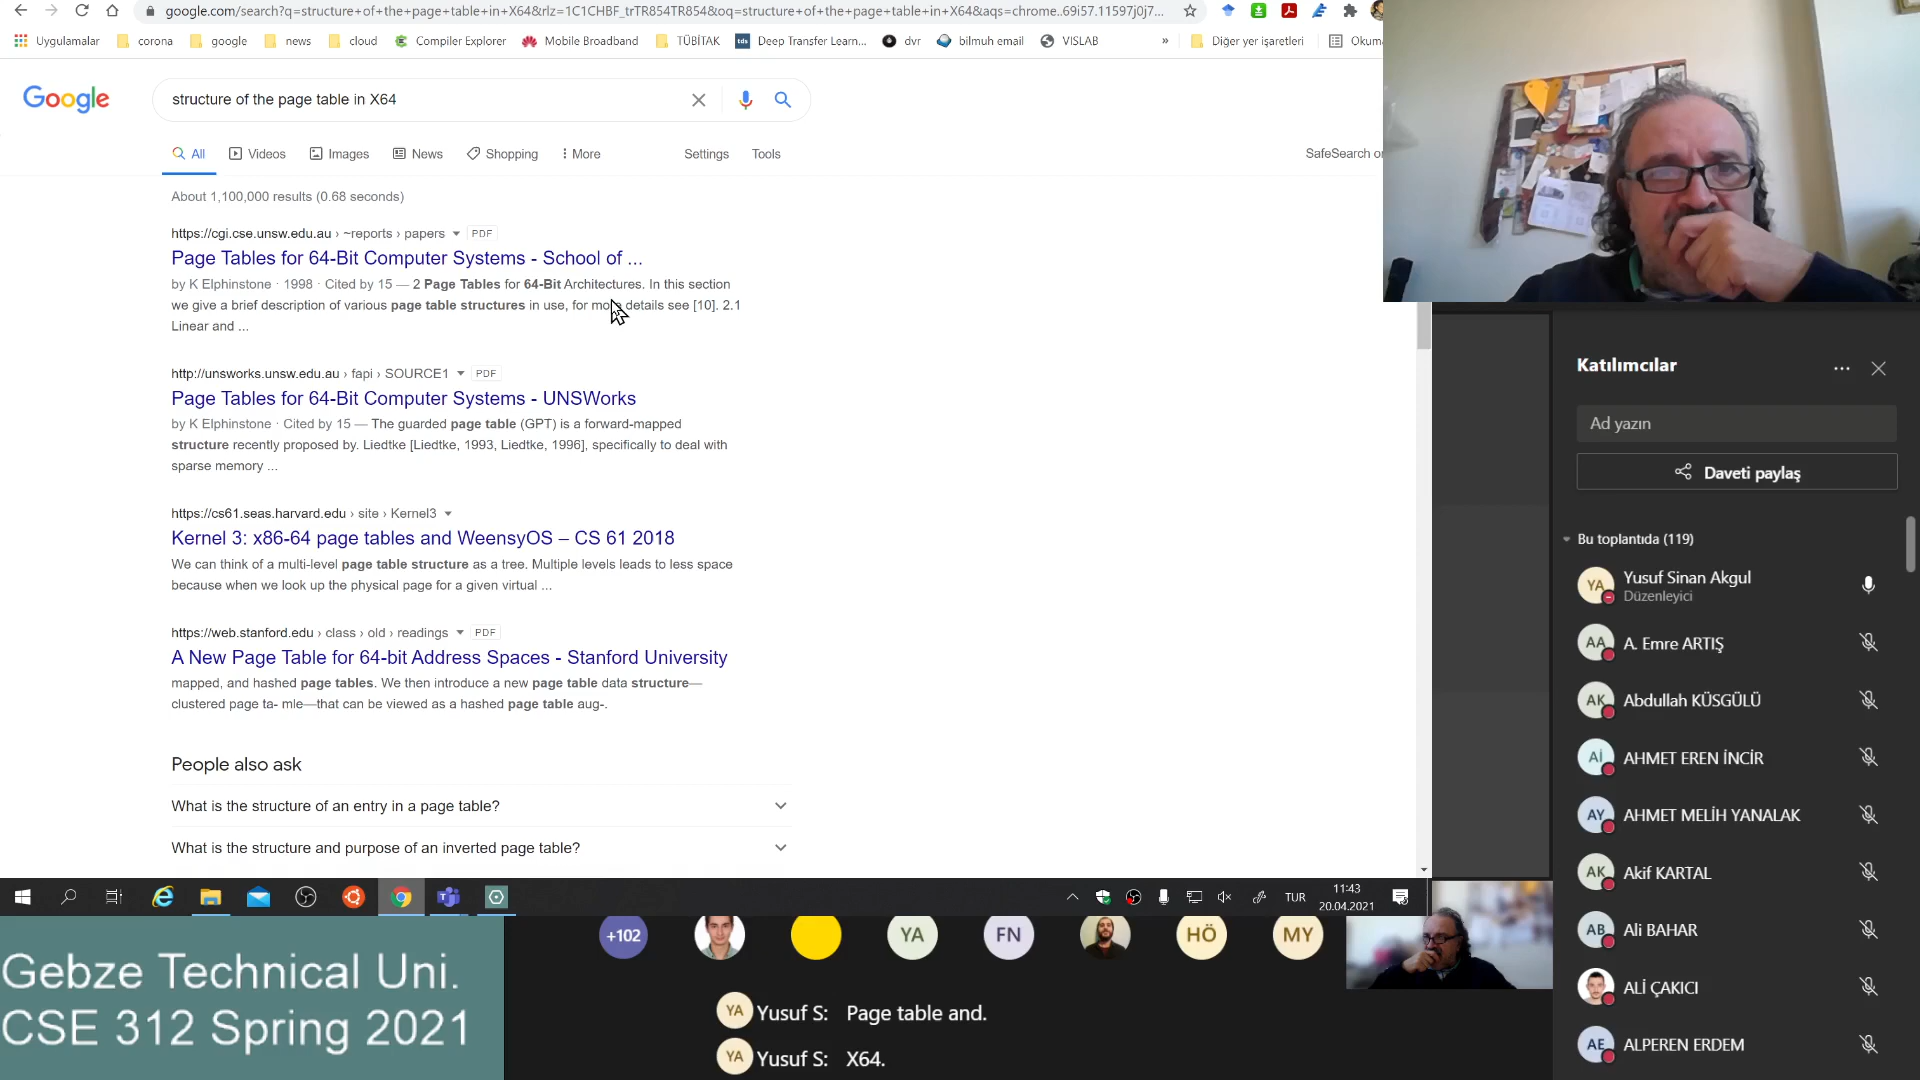 google.com/search?q=structure+of+the+page+table+in+X64&rlz=1C1CHBF_trTR854TR854&oq=structure+of+the+page+table+in+X64&aqs=chrome..69i57.11597j0j7...
Uygulamalar corona google news cloud Compiler Explorer Mobile Broadband TÜBİTAK tds Deep Transfer Learn... dvr bilmuh email VISLAB » Diğer yer işaretleri Okum
Google structure of the page table in X64
All Videos Images News Shopping More Settings Tools SafeSearch on
About 1,100,000 results (0.68 seconds)
https://cgi.cse.unsw.edu.au › ~reports › papers PDF
Page Tables for 64-Bit Computer Systems - School of ...
by K Elphinstone · 1998 · Cited by 15 — 2 Page Tables for 64-Bit Architectures. In this section
we give a brief description of various page table structures in use, for more details see [10]. 2.1
Linear and ...
http://unsworks.unsw.edu.au › fapi › SOURCE1 PDF
Page Tables for 64-Bit Computer Systems - UNSWorks
by K Elphinstone · Cited by 15 — The guarded page table (GPT) is a forward-mapped
structure recently proposed by. Liedtke [Liedtke, 1993, Liedtke, 1996], specifically to deal with
sparse memory ...
https://cs61.seas.harvard.edu › site › Kernel3
Kernel 3: x86-64 page tables and WeensyOS – CS 61 2018
We can think of a multi-level page table structure as a tree. Multiple levels leads to less space
because when we look up the physical page for a given virtual ...
https://web.stanford.edu › class › old › readings PDF
A New Page Table for 64-bit Address Spaces - Stanford University
mapped, and hashed page tables. We then introduce a new page table data structure—
clustered page ta- mle—that can be viewed as a hashed page table aug-.
People also ask
What is the structure of an entry in a page table?
What is the structure and purpose of an inverted page table?
TUR 11:43
20.04.2021
Katılımcılar
Ad yazın
Daveti paylaş
Bu toplantıda (119)
YA Yusuf Sinan Akgul
Düzenleyici
AA A. Emre ARTIŞ
AK Abdullah KÜSGÜLÜ
Aİ AHMET EREN İNCİR
AY AHMET MELİH YANALAK
AK Akif KARTAL
AB Ali BAHAR
ALİ ÇAKICI
AE ALPEREN ERDEM
+102 YA FN HÖ MY
YA Yusuf S: Page table and.
YA Yusuf S: X64.
Gebze Technical Uni.
CSE 312 Spring 2021